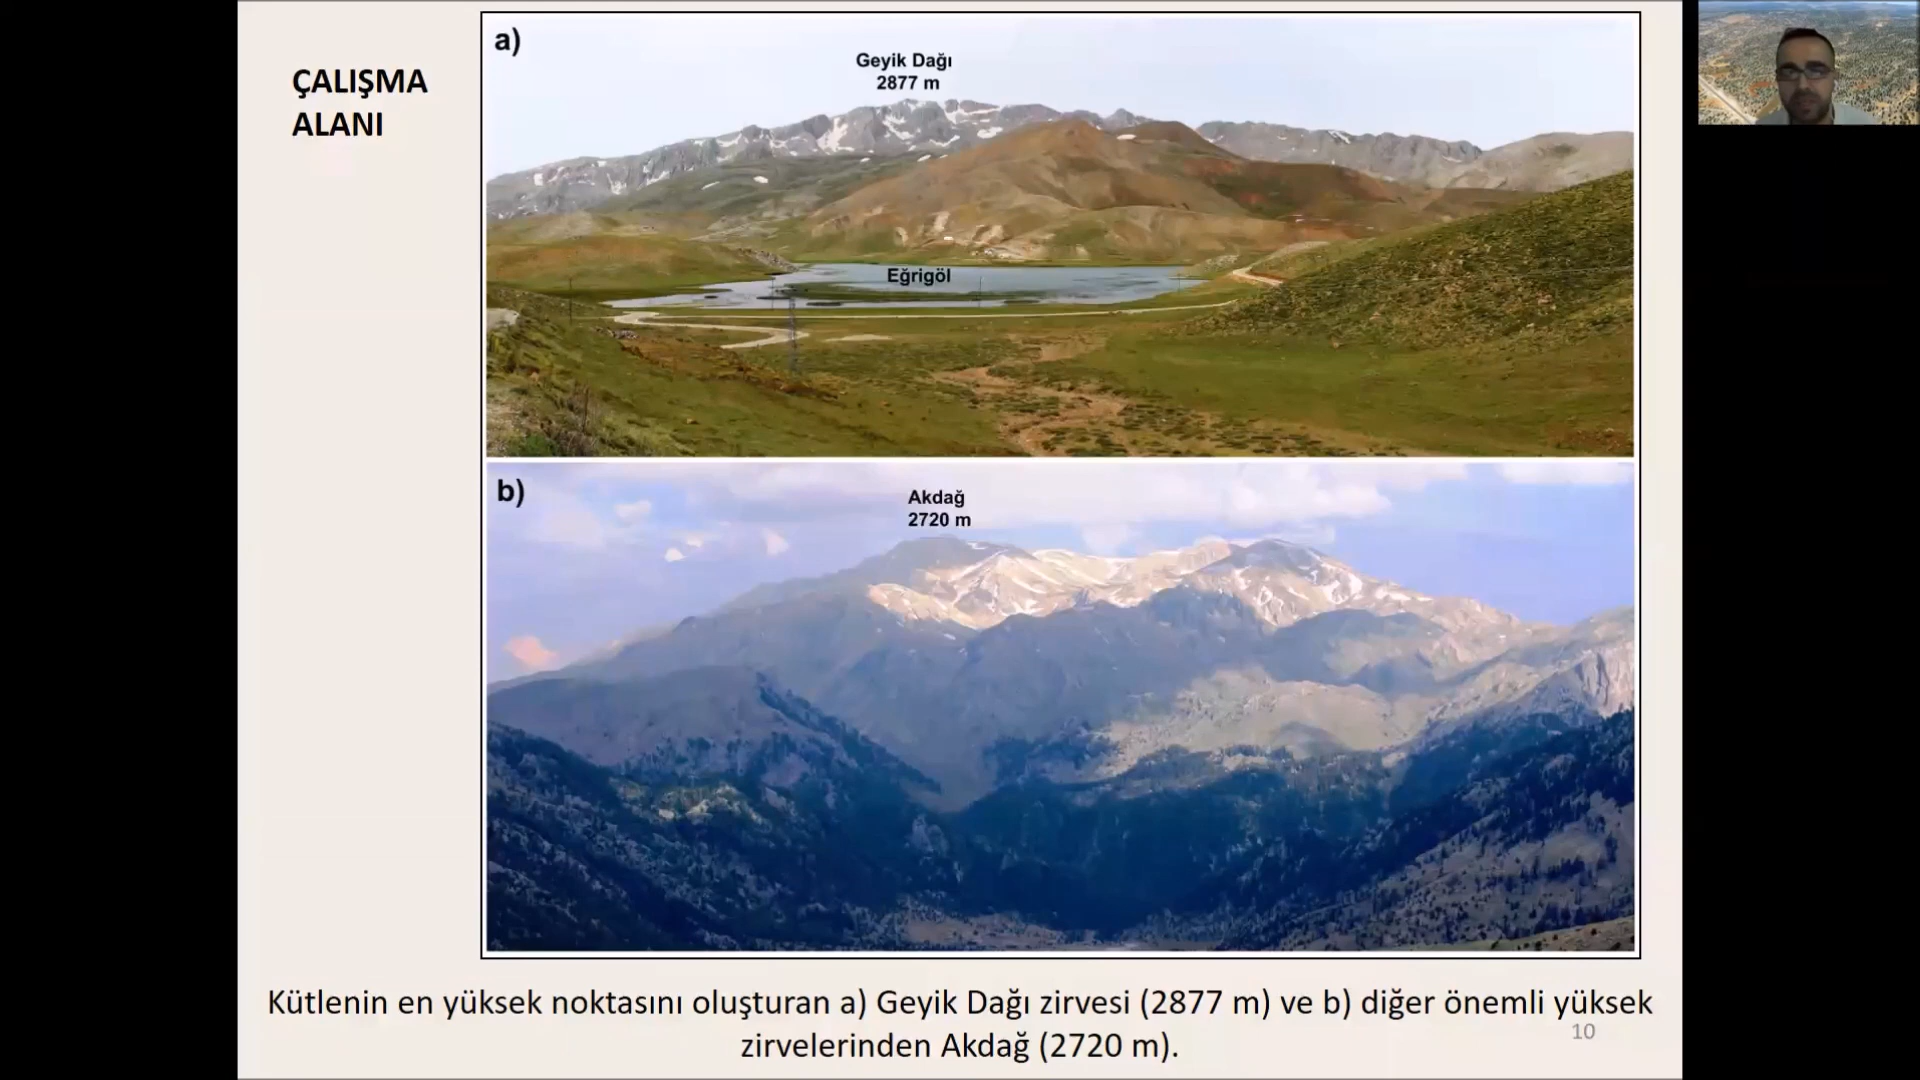 ÇALIŞMA
ALANI
a)
Geyik Dağı
2877 m
Eğrigöl
b)
Akdağ
2720 m
Kütlenin en yüksek noktasını oluşturan a) Geyik Dağı zirvesi (2877 m) ve b) diğer önemli yüksek
zirvelerinden Akdağ (2720 m).
10